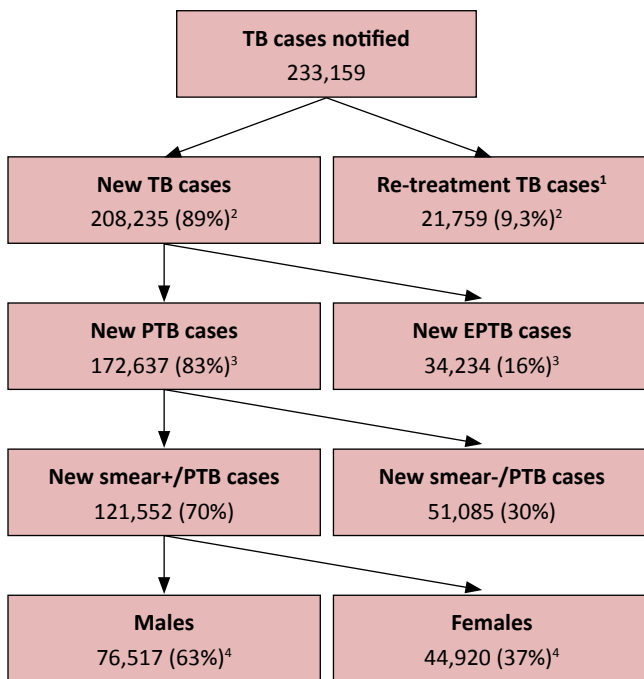 TB cases notified
233,159
New TB cases
208,235 (89%)²
Re-treatment TB cases¹
21,759 (9,3%)²
New PTB cases
172,637 (83%)³
New EPTB cases
34,234 (16%)³
New smear+/PTB cases
121,552 (70%)
New smear-/PTB cases
51,085 (30%)
Males
76,517 (63%)⁴
Females
44,920 (37%)⁴